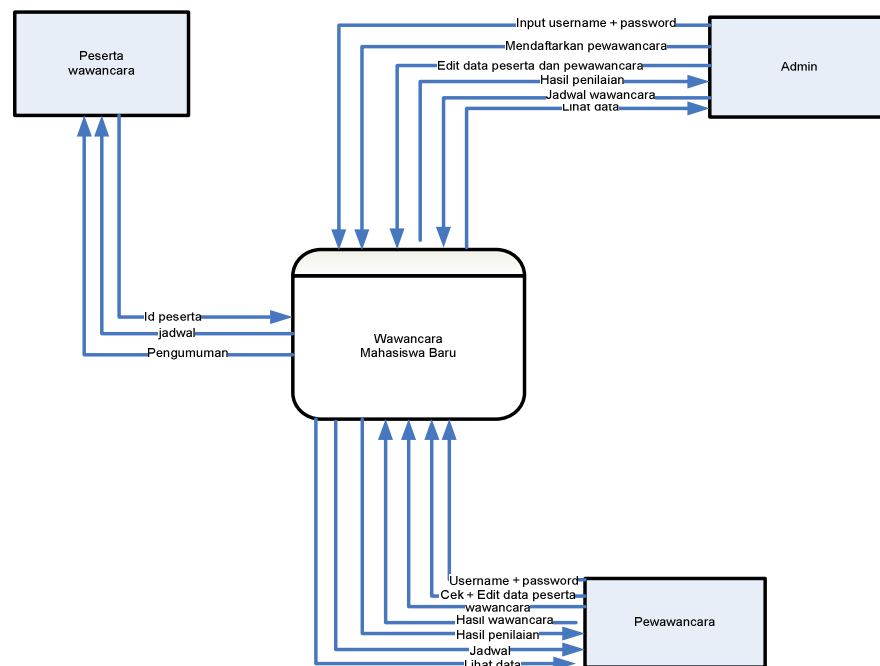 Input username + password
Mendaftarkan pewawancara
Peserta
wawancara
Edit data peserta dan pewawancara
Admin
Hasil penilaian
Jadwal wawancara
Lihat data
Id peserta
jadwal
Pengumuman
Wawancara
Mahasiswa Baru
Username + password
Cek + Edit data peserta
wawancara
Hasil wawancara
Pewawancara
Hasil penilaian
Jadwal
Lihat data